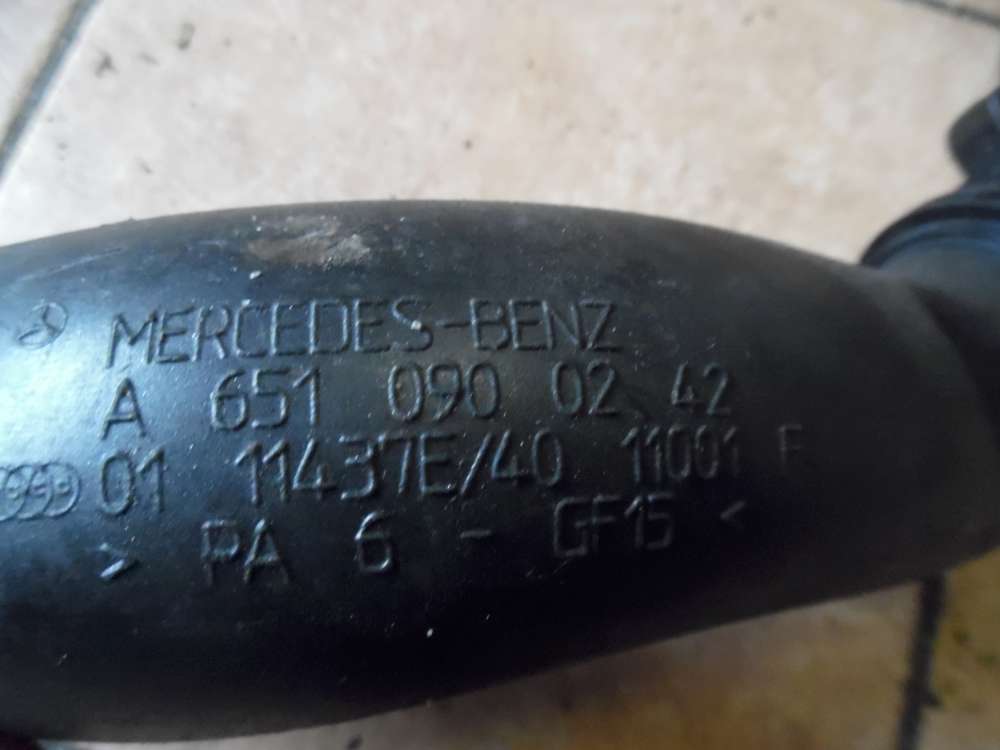 MERCEDES-BENZ
A 651 090 02 42
01 11437E/40 11001 F
> PA 6 - GF15 <